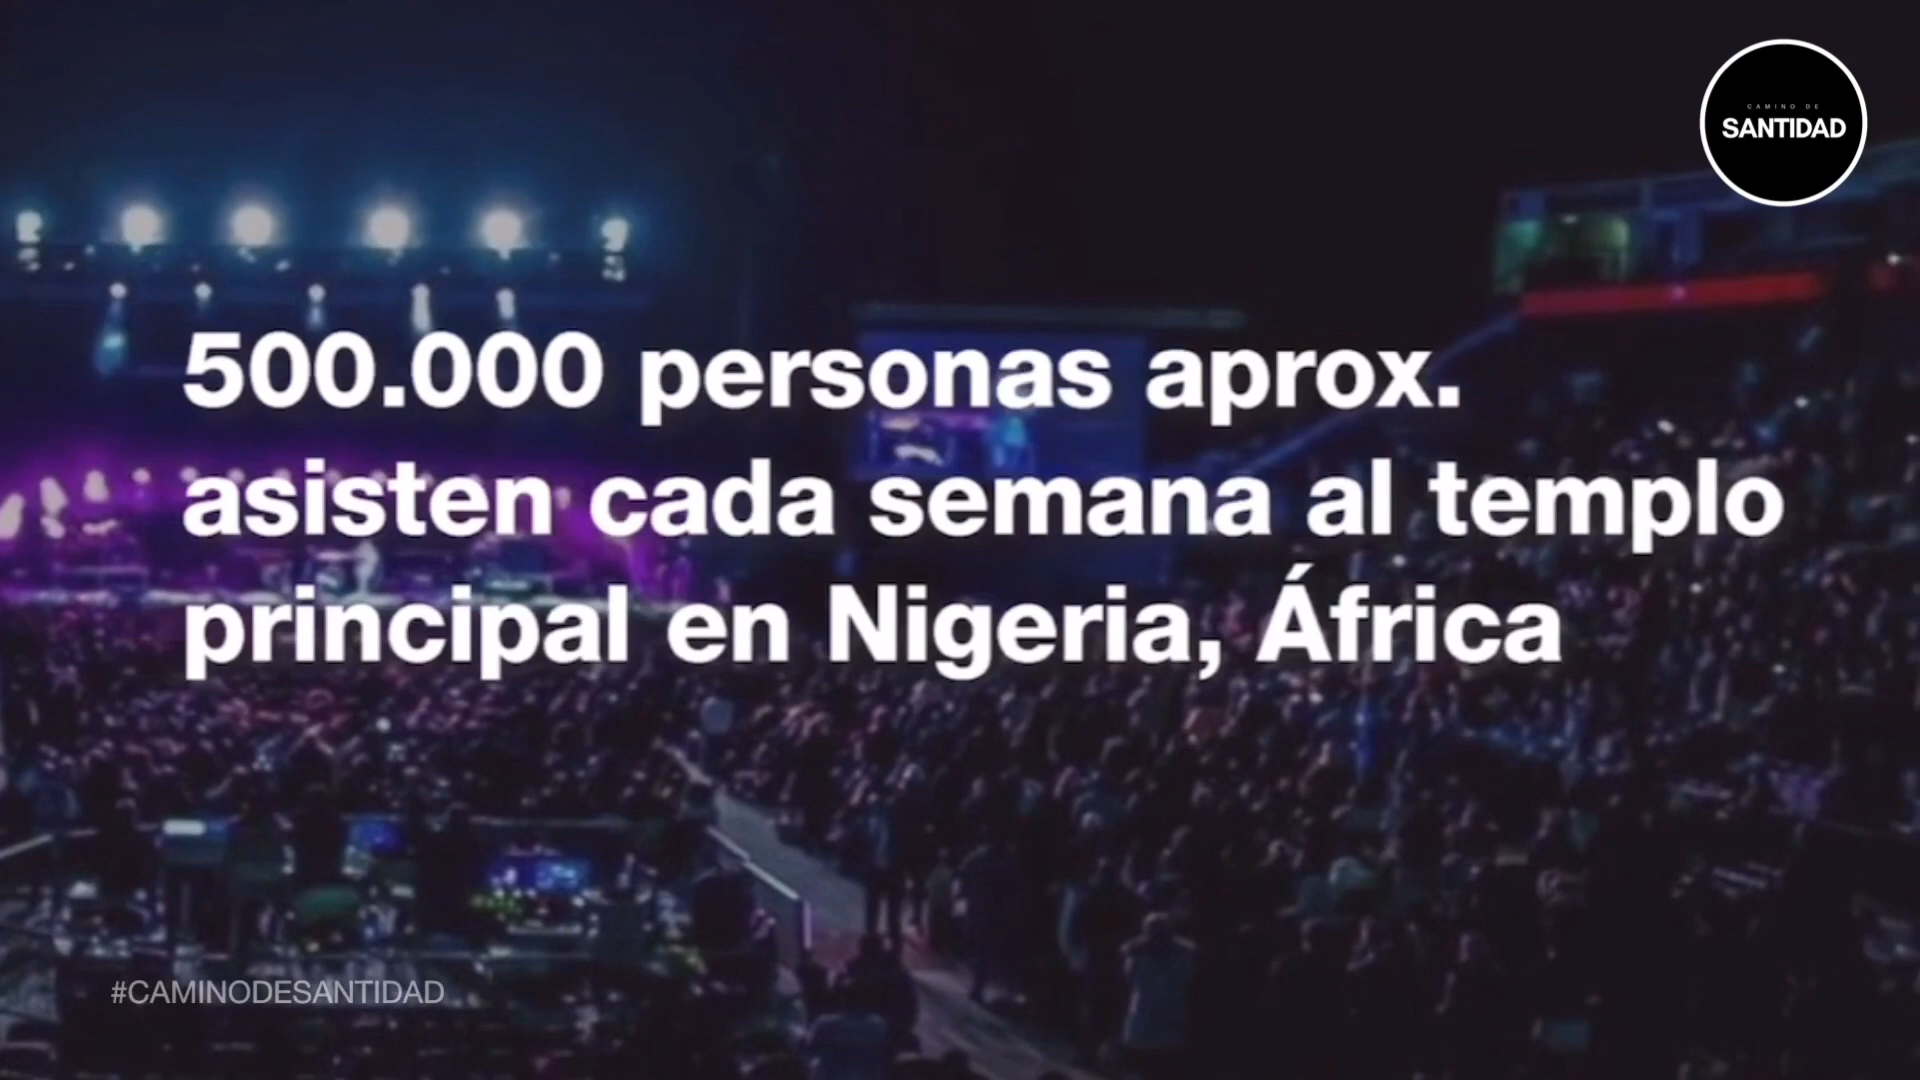 CAMINO DE
SANTIDAD
500.000 personas aprox.
asisten cada semana al templo
principal en Nigeria, África
#CAMINODESANTIDAD